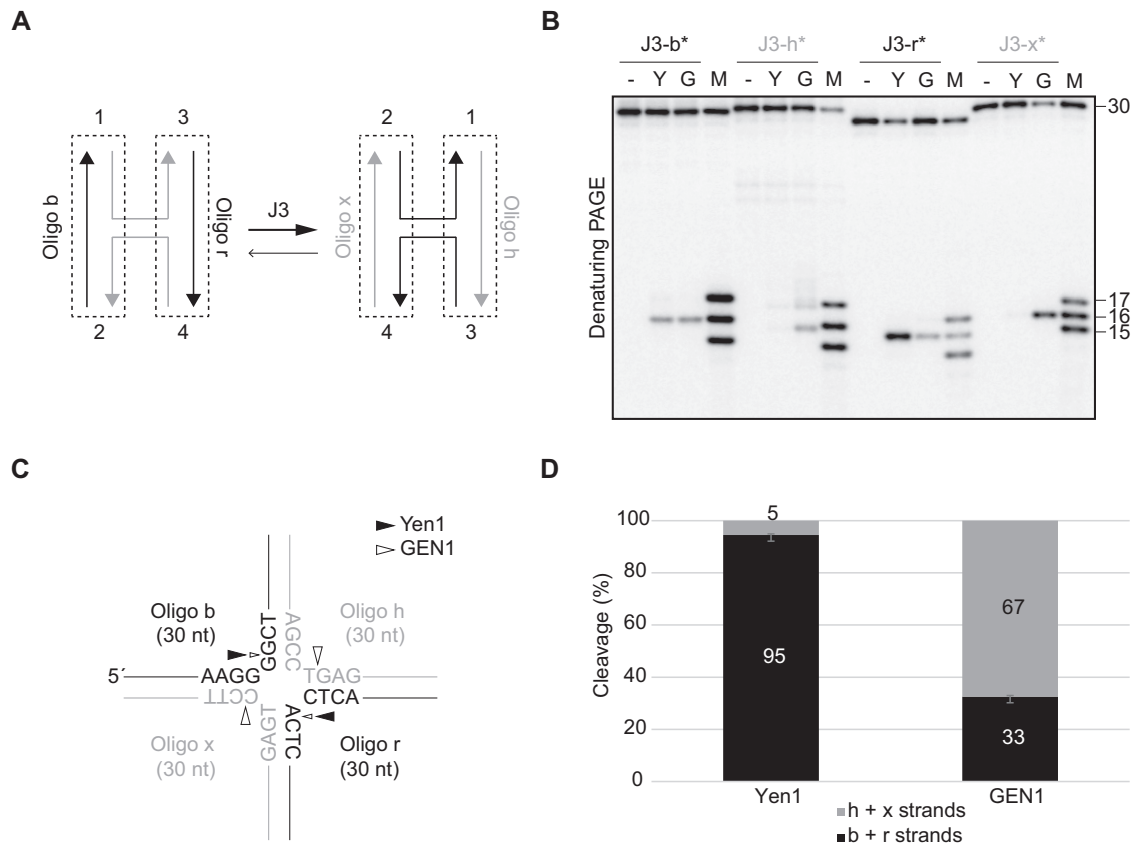 A
1 3
2 1
Oligo b
Oligo r
J3
Oligo x
Oligo h
2 4
4 3
B
J3-b* J3-h* J3-r* J3-x*
- Y G M - Y G M - Y G M - Y G M
Denaturing PAGE
30
17
16
15
C
Yen1
GEN1
Oligo b
(30 nt)
Oligo h
(30 nt)
GGCT
AGCC
5´
AAGG
TGAG
CCTT
CTCA
GAGT
ACTC
Oligo x
(30 nt)
Oligo r
(30 nt)
D
Cleavage (%)
100
80
60
40
20
0
5
95
67
33
Yen1
GEN1
h + x strands
b + r strands